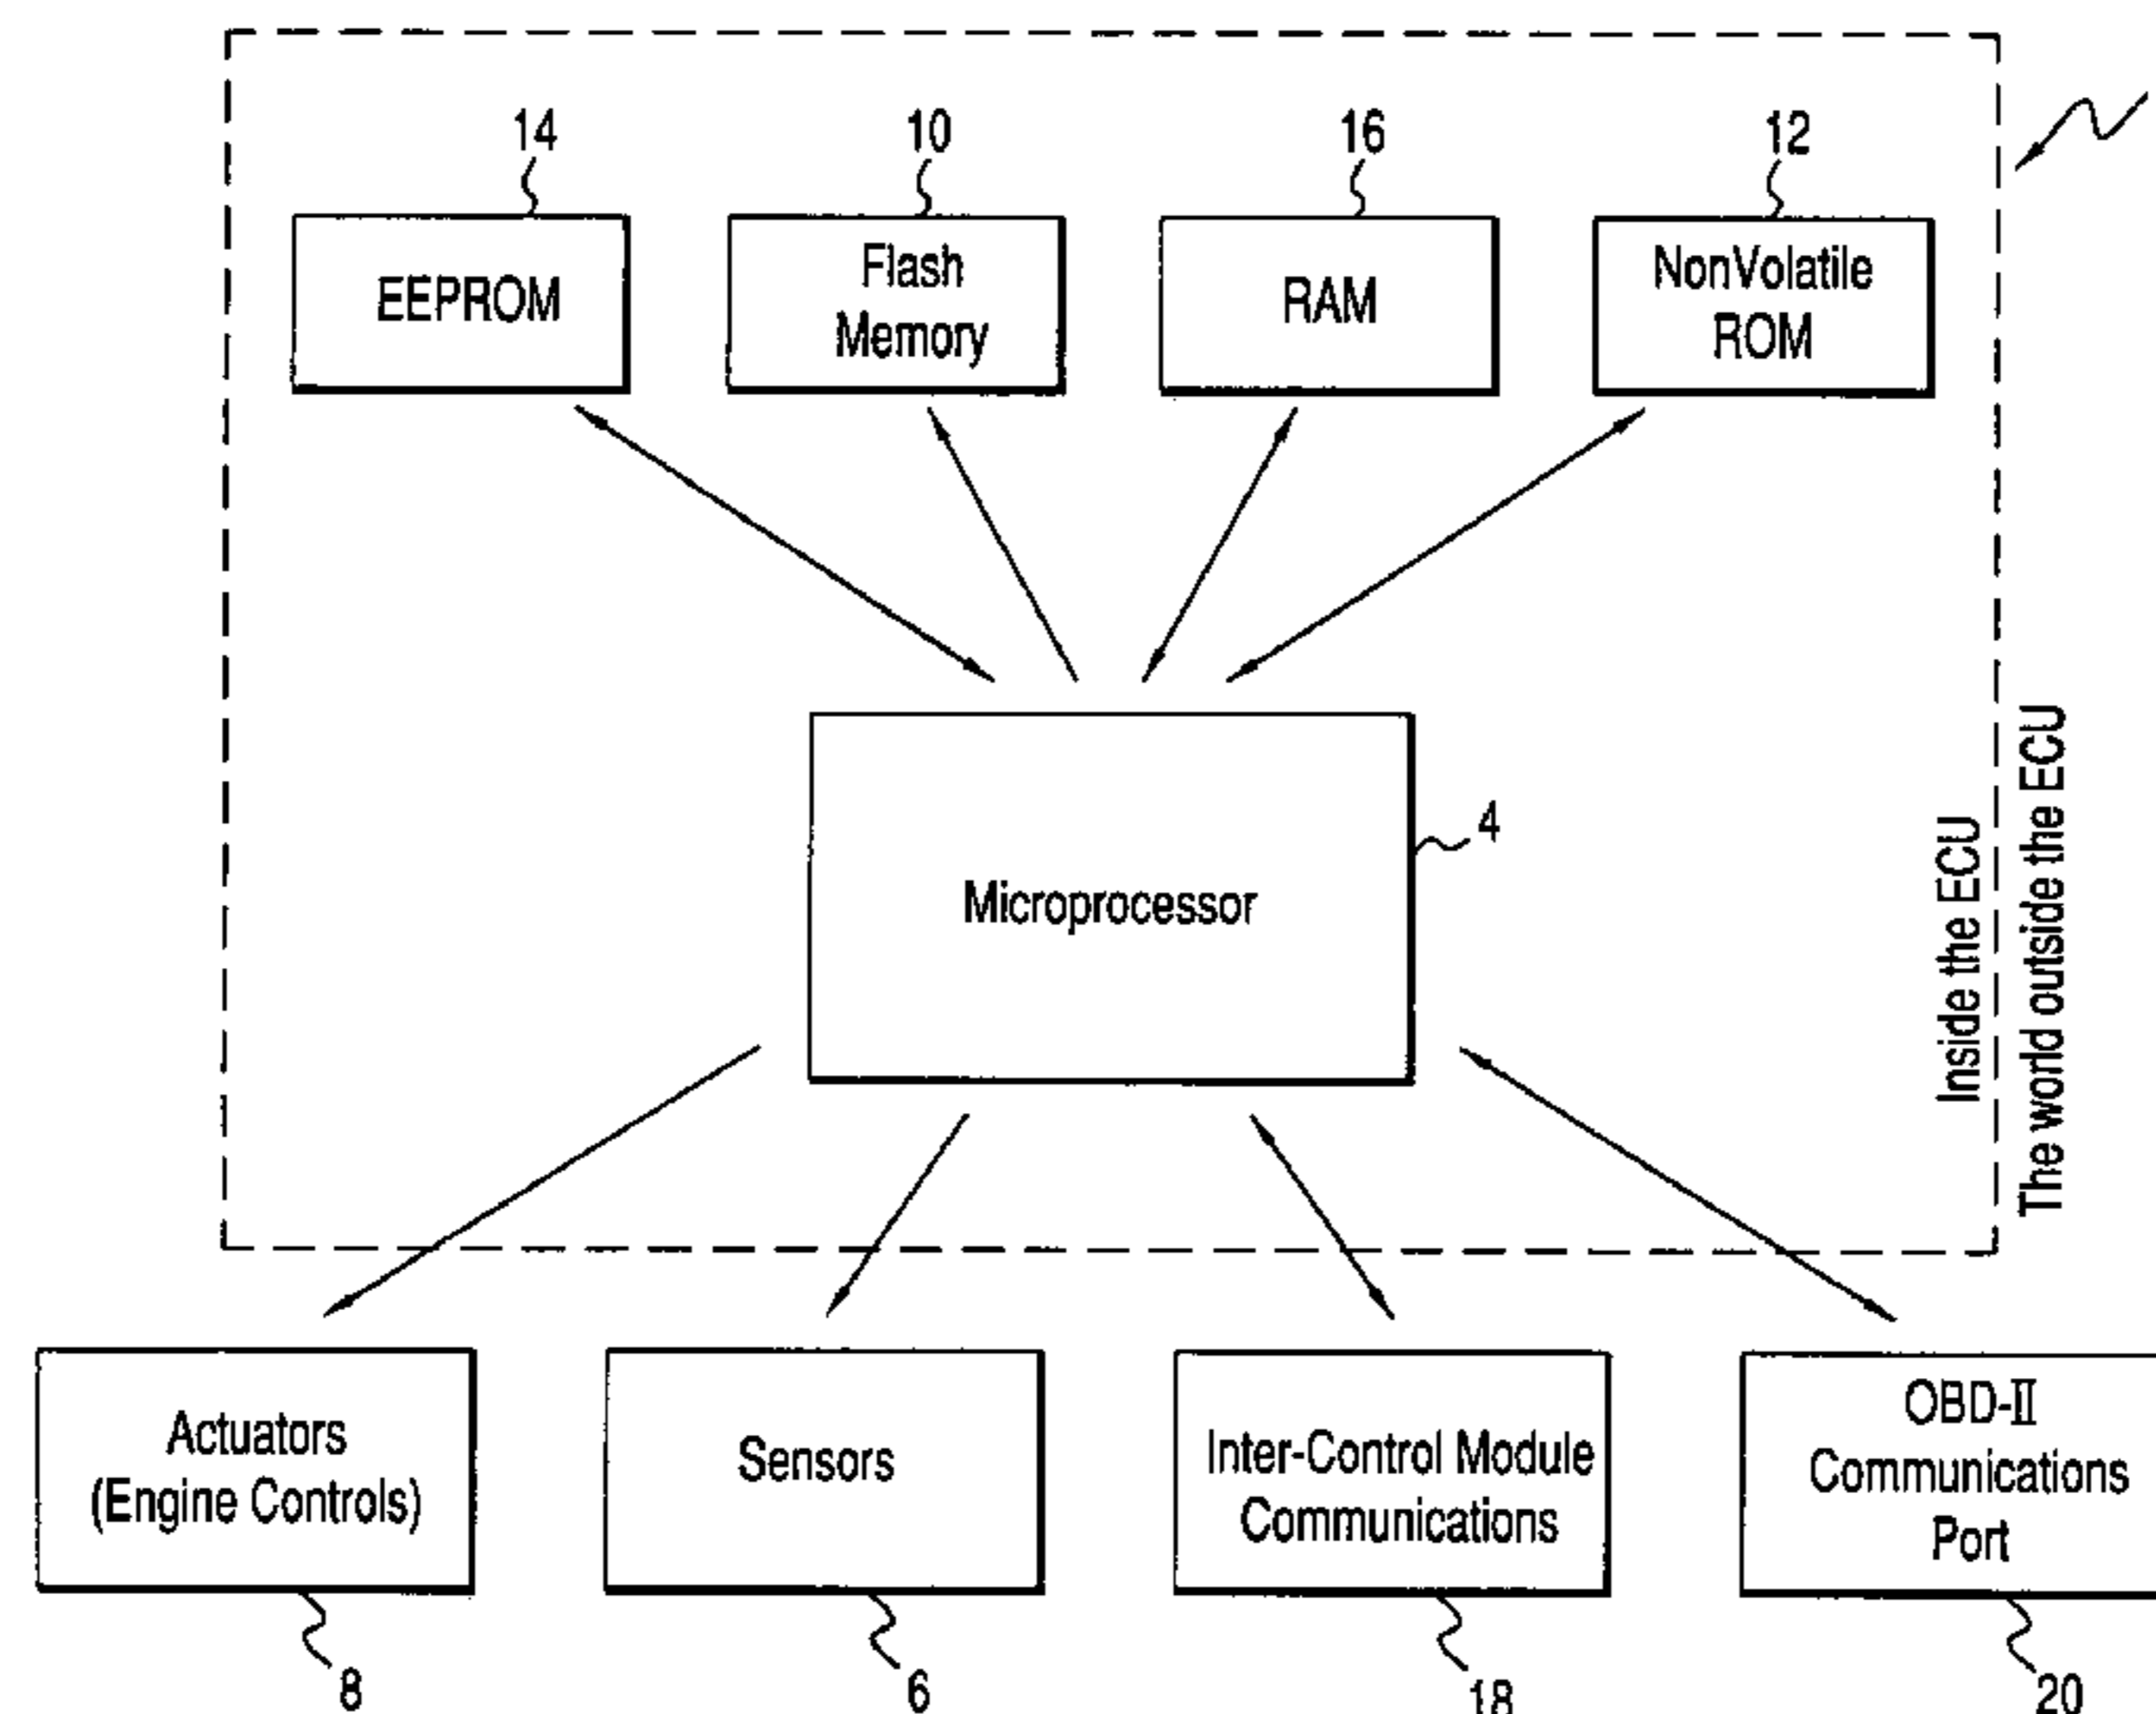 14
10
16
12
EEPROM
Flash
Memory
RAM
NonVolatile
ROM
4
Microprocessor
Inside the ECU
The world outside the ECU
Actuators
(Engine Controls)
Sensors
Inter-Control Module
Communications
OBD-II
Communications
Port
8
6
18
20